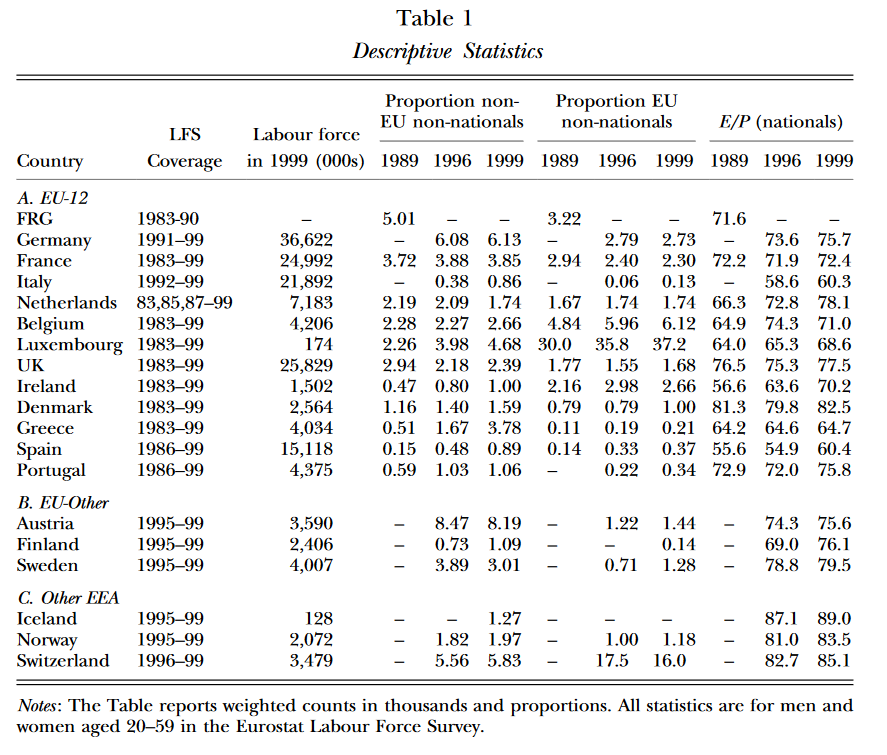 Table 1
Descriptive Statistics
Proportion non- Proportion EU
LFS Labour force EU non-nationals non-nationals E/P (nationals)
Country Coverage in 1999 (000s) 1989 1996 1999 1989 1996 1999 1989 1996 1999
A. EU-12
FRG 1983-90 – 5.01 – – 3.22 – – 71.6 – –
Germany 1991–99 36,622 – 6.08 6.13 – 2.79 2.73 – 73.6 75.7
France 1983–99 24,992 3.72 3.88 3.85 2.94 2.40 2.30 72.2 71.9 72.4
Italy 1992–99 21,892 – 0.38 0.86 – 0.06 0.13 – 58.6 60.3
Netherlands 83,85,87–99 7,183 2.19 2.09 1.74 1.67 1.74 1.74 66.3 72.8 78.1
Belgium 1983–99 4,206 2.28 2.27 2.66 4.84 5.96 6.12 64.9 74.3 71.0
Luxembourg 1983–99 174 2.26 3.98 4.68 30.0 35.8 37.2 64.0 65.3 68.6
UK 1983–99 25,829 2.94 2.18 2.39 1.77 1.55 1.68 76.5 75.3 77.5
Ireland 1983–99 1,502 0.47 0.80 1.00 2.16 2.98 2.66 56.6 63.6 70.2
Denmark 1983–99 2,564 1.16 1.40 1.59 0.79 0.79 1.00 81.3 79.8 82.5
Greece 1983–99 4,034 0.51 1.67 3.78 0.11 0.19 0.21 64.2 64.6 64.7
Spain 1986–99 15,118 0.15 0.48 0.89 0.14 0.33 0.37 55.6 54.9 60.4
Portugal 1986–99 4,375 0.59 1.03 1.06 – 0.22 0.34 72.9 72.0 75.8
B. EU-Other
Austria 1995–99 3,590 – 8.47 8.19 – 1.22 1.44 – 74.3 75.6
Finland 1995–99 2,406 – 0.73 1.09 – – 0.14 – 69.0 76.1
Sweden 1995–99 4,007 – 3.89 3.01 – 0.71 1.28 – 78.8 79.5
C. Other EEA
Iceland 1995–99 128 – – 1.27 – – – – 87.1 89.0
Norway 1995–99 2,072 – 1.82 1.97 – 1.00 1.18 – 81.0 83.5
Switzerland 1996–99 3,479 – 5.56 5.83 – 17.5 16.0 – 82.7 85.1
Notes: The Table reports weighted counts in thousands and proportions. All statistics are for men and
women aged 20–59 in the Eurostat Labour Force Survey.